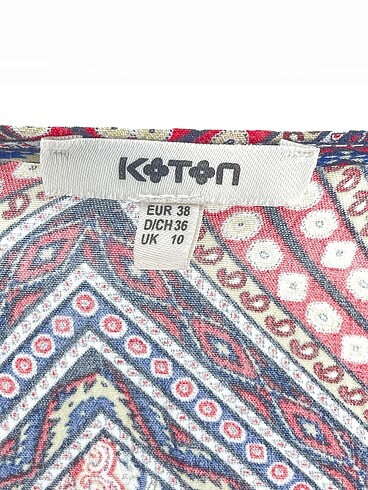 KOTON
EUR 38
D/CH 36
UK 10